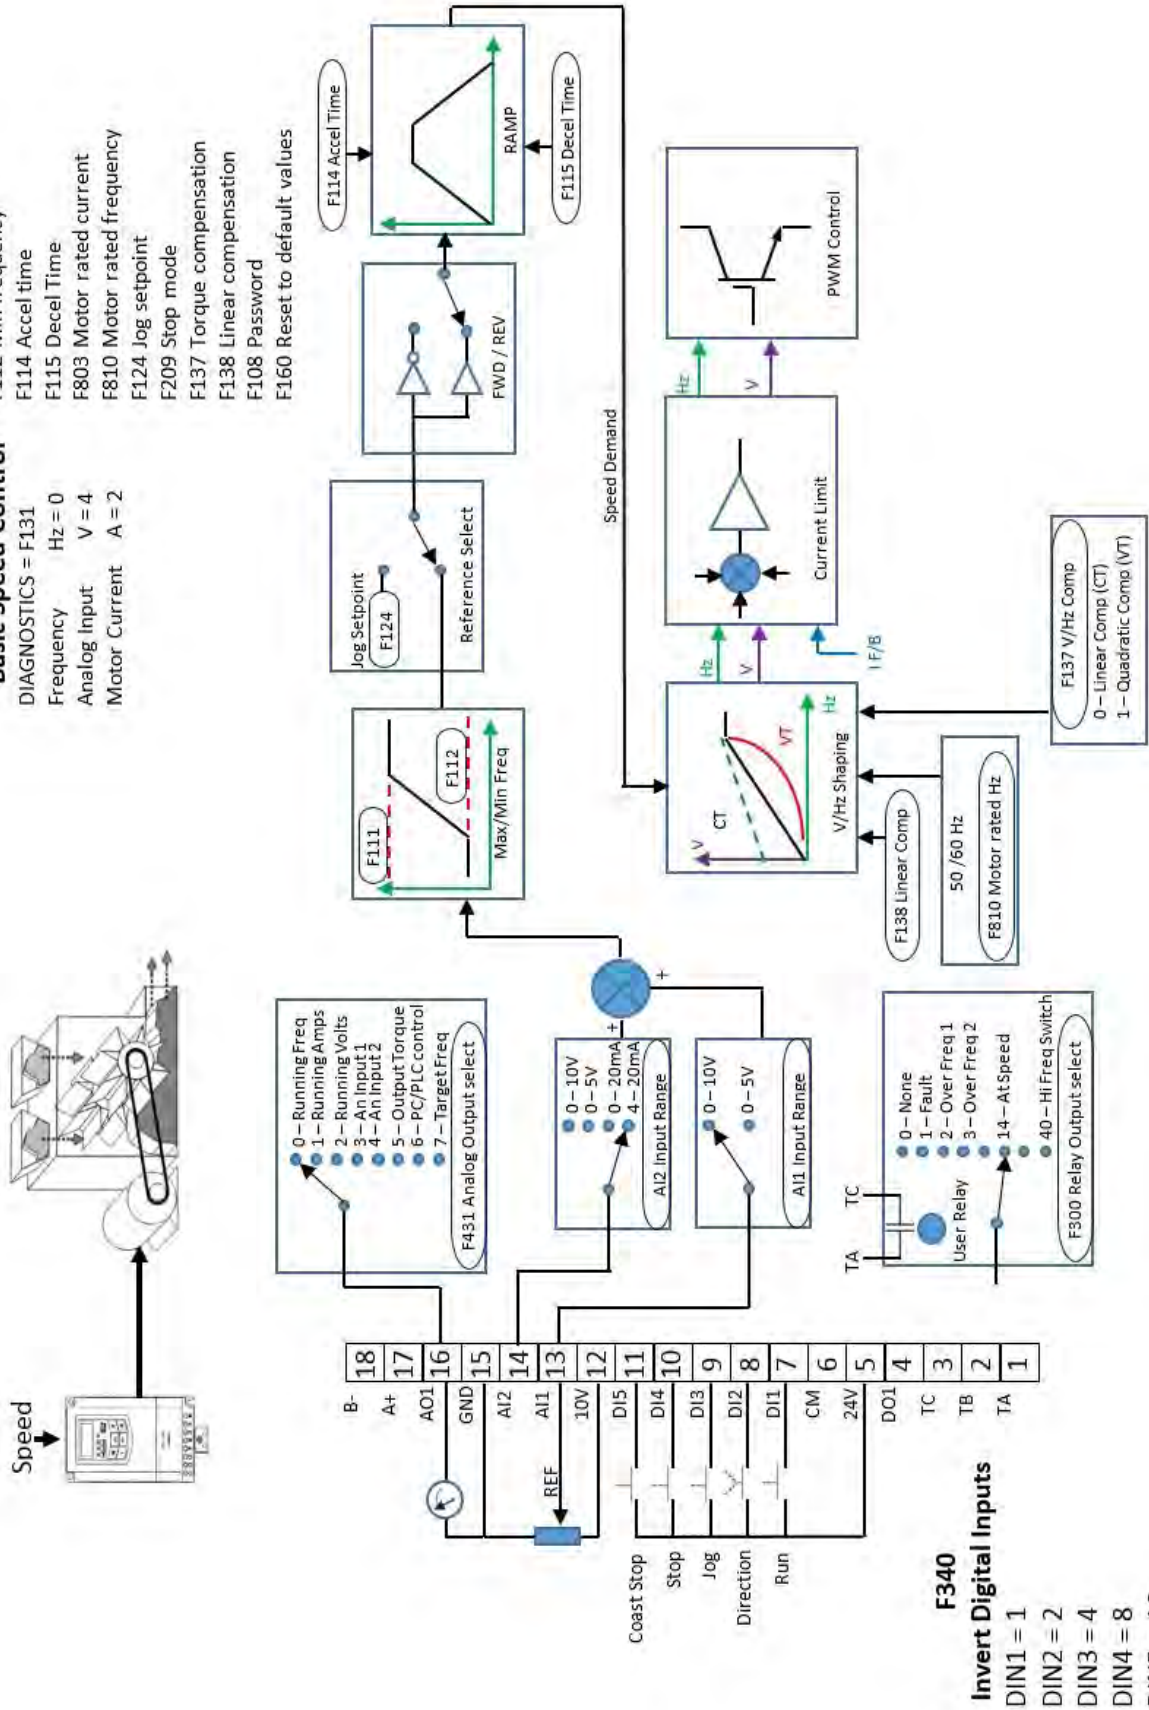 Speed
Basic Speed Control
DIAGNOSTICS = F131
Frequency Hz = 0
Analog Input V = 4
Motor Current A = 2
F114 Accel time
F115 Decel Time
F803 Motor rated current
F810 Motor rated frequency
F124 Jog setpoint
F209 Stop mode
F137 Torque compensation
F138 Linear compensation
F108 Password
F160 Reset to default values
0 – Running Freq
1 – Running Amps
2 – Running Volts
3 – An Input 1
4 – An Input 2
5 – Output Torque
6 – PC/PLC control
7 – Target Freq
F431 Analog Output select
F111
F112
Max/Min Freq
Jog Setpoint
F124
Reference Select
FWD / REV
F114 Accel Time
RAMP
F115 Decel Time
Speed Demand
0 – 10V
0 – 5V
0 – 20mA
4 – 20mA
AI2 Input Range
+
+
0 – 10V
0 – 5V
AI1 Input Range
V
CT
VT
Hz
V/Hz Shaping
Hz
V
I F/B
Current Limit
Hz
V
PWM Control
F138 Linear Comp
50 /60 Hz
F810 Motor rated Hz
F137 V/Hz Comp
0 – Linear Comp (CT)
1 – Quadratic Comp (VT)
TA
TC
User Relay
0 – None
1 – Fault
2 – Over Freq 1
3 – Over Freq 2
14 – At Speed
40 – Hi Freq Switch
F300 Relay Output select
B- 18
A+ 17
AO1 16
GND 15
AI2 14
AI1 13
10V 12
DI5 11
DI4 10
DI3 9
DI2 8
DI1 7
CM 6
24V 5
DO1 4
TC 3
TB 2
TA 1
REF
Coast Stop
Stop
Jog
Direction
Run
F340
Invert Digital Inputs
DIN1 = 1
DIN2 = 2
DIN3 = 4
DIN4 = 8